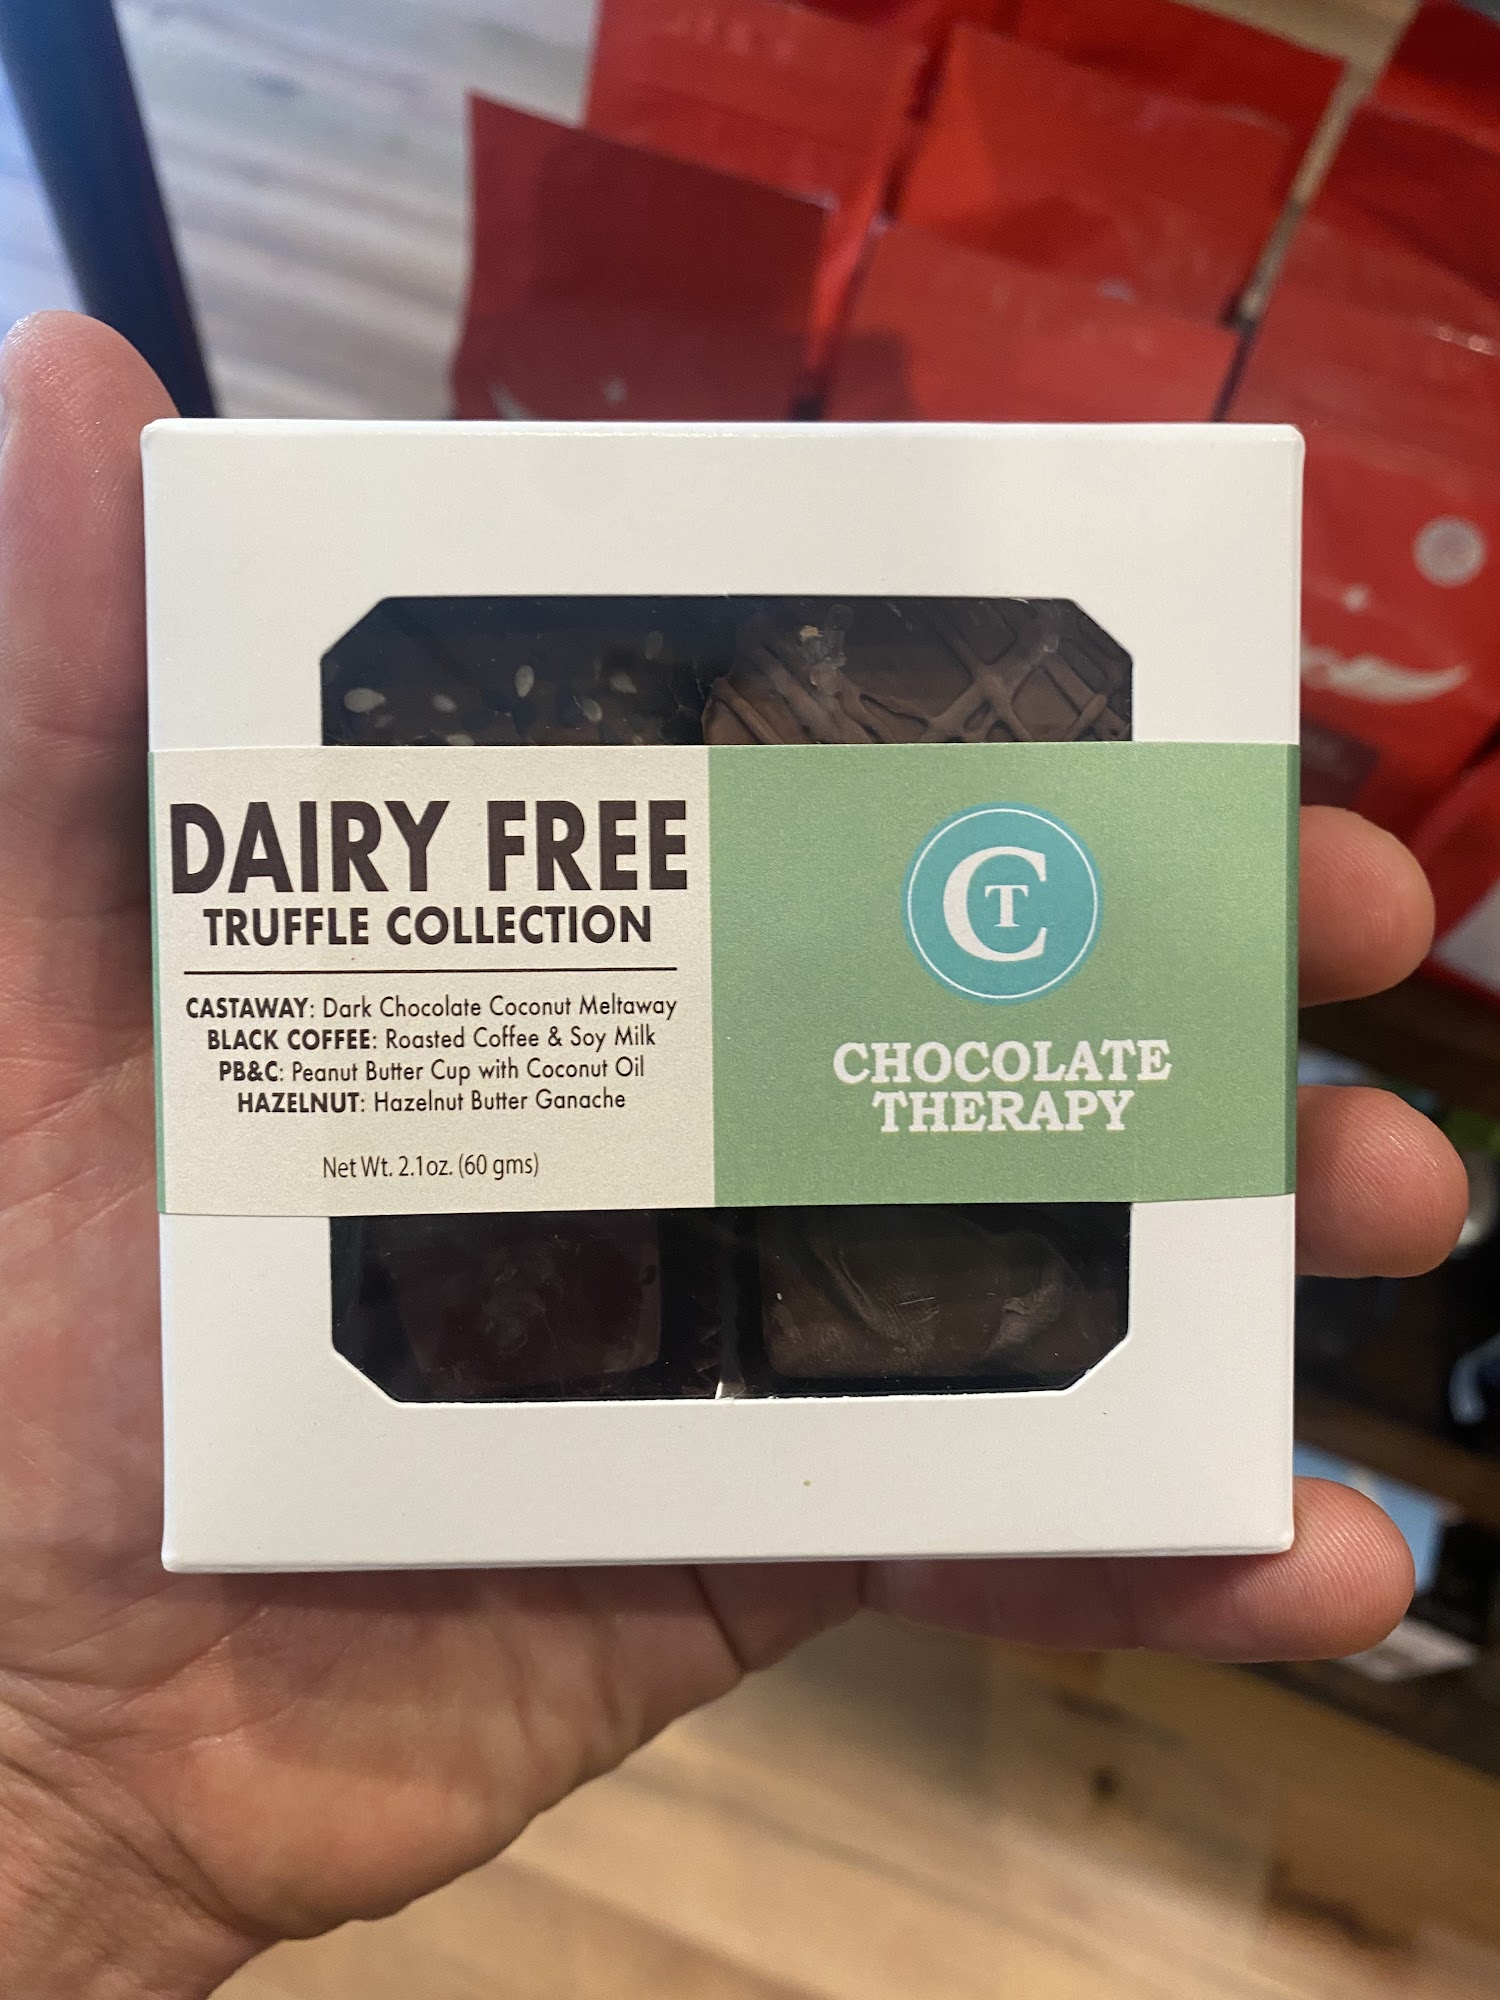 DAIRY FREE
TRUFFLE COLLECTION
CASTAWAY: Dark Chocolate Coconut Meltaway
BLACK COFFEE: Roasted Coffee & Soy Milk
PB&C: Peanut Butter Cup with Coconut Oil
HAZELNUT: Hazelnut Butter Ganache
Net Wt. 2.1oz. (60 gms)
CT
CHOCOLATE
THERAPY